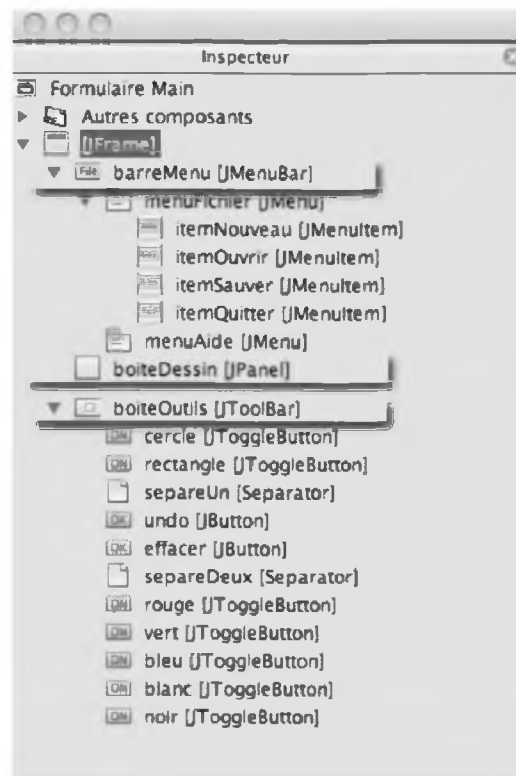 Inspecteur
Formulaire Main
Autres composants
[JFrame]
barreMenu [JMenuBar]
menuFichier [JMenu]
itemNouveau [JMenuItem]
itemOuvrir [JMenuItem]
itemSauver [JMenuItem]
itemQuitter [JMenuItem]
menuAide [JMenu]
boiteDessin [JPanel]
boiteOutils [JToolBar]
cercle [JToggleButton]
rectangle [JToggleButton]
separeUn [Separator]
undo [JButton]
effacer [JButton]
separeDeux [Separator]
rouge [JToggleButton]
vert [JToggleButton]
bleu [JToggleButton]
blanc [JToggleButton]
noir [JToggleButton]